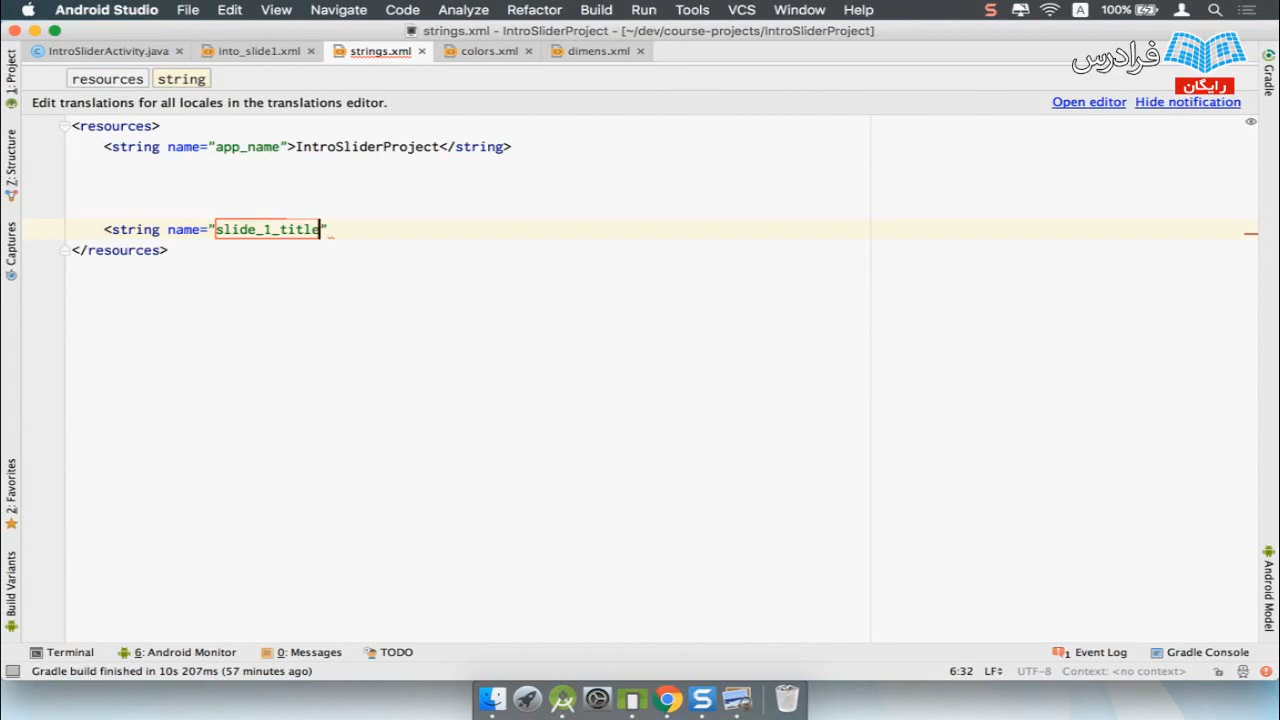 Android Studio File Edit View Navigate Code Analyze Refactor Build Run Tools VCS Window Help S A 100%
strings.xml - IntroSliderProject - [~/dev/course-projects/IntroSliderProject]
IntroSliderActivity.java into_slide1.xml strings.xml colors.xml dimens.xml
فرادرس
رایگان
resources string
Edit translations for all locales in the translations editor. Open editor Hide notification
<resources>
<string name="app_name">IntroSliderProject</string>
<string name="slide_1_title"
</resources>
1: Project
Z: Structure
Captures
2: Favorites
Build Variants
Gradle
Android Model
Terminal 6: Android Monitor 0: Messages TODO 1 Event Log Gradle Console
Gradle build finished in 10s 207ms (57 minutes ago) 6:32 LF÷ UTF-8 Context: <no context>
S